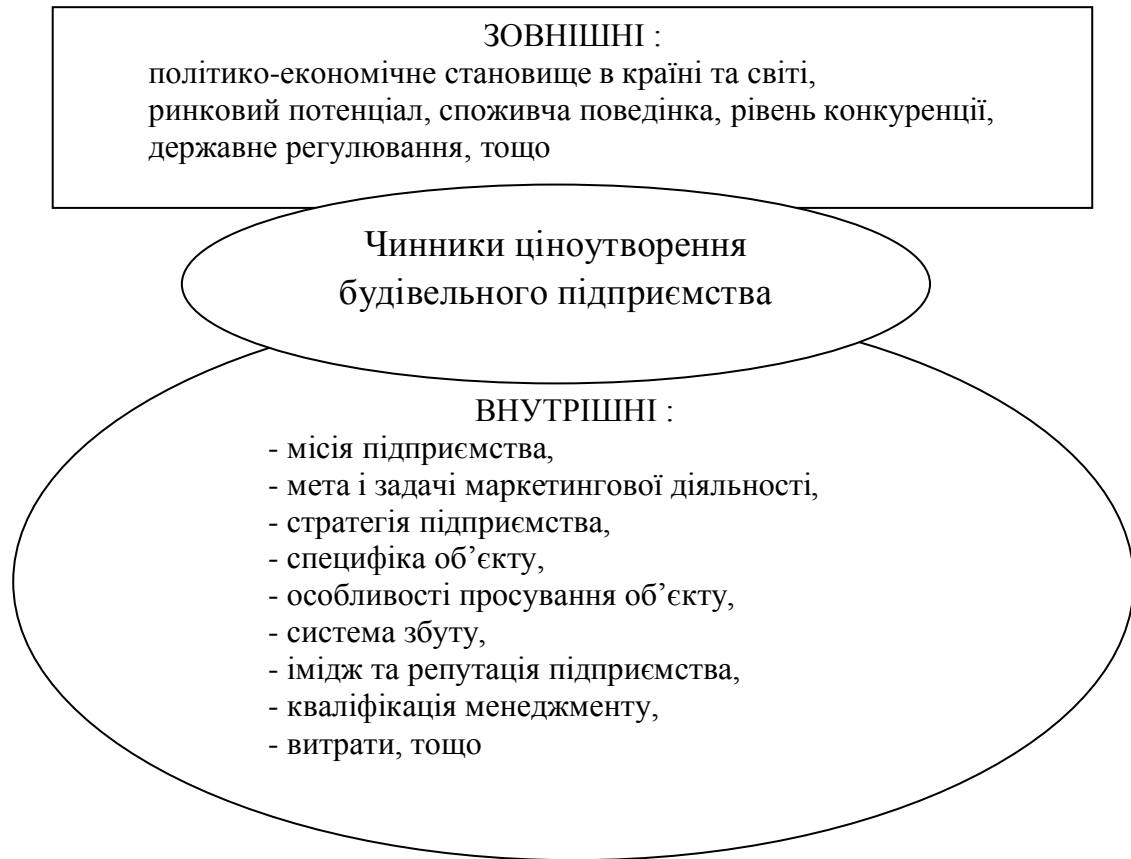 ЗОВНІШНІ :
політико-економічне становище в країні та світі,
ринковий потенціал, споживча поведінка, рівень конкуренції,
державне регулювання, тощо
Чинники ціноутворення
будівельного підприємства
ВНУТРІШНІ :
- місія підприємства,
- мета і задачі маркетингової діяльності,
- стратегія підприємства,
- специфіка об’єкту,
- особливості просування об’єкту,
- система збуту,
- імідж та репутація підприємства,
- кваліфікація менеджменту,
- витрати, тощо